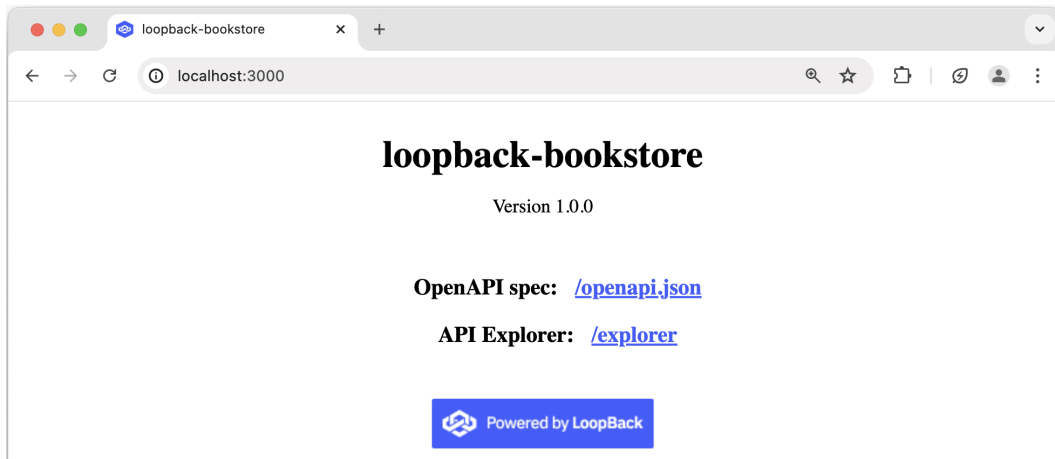 loopback-bookstore
localhost:3000
loopback-bookstore
Version 1.0.0
OpenAPI spec: /openapi.json
API Explorer: /explorer
Powered by LoopBack